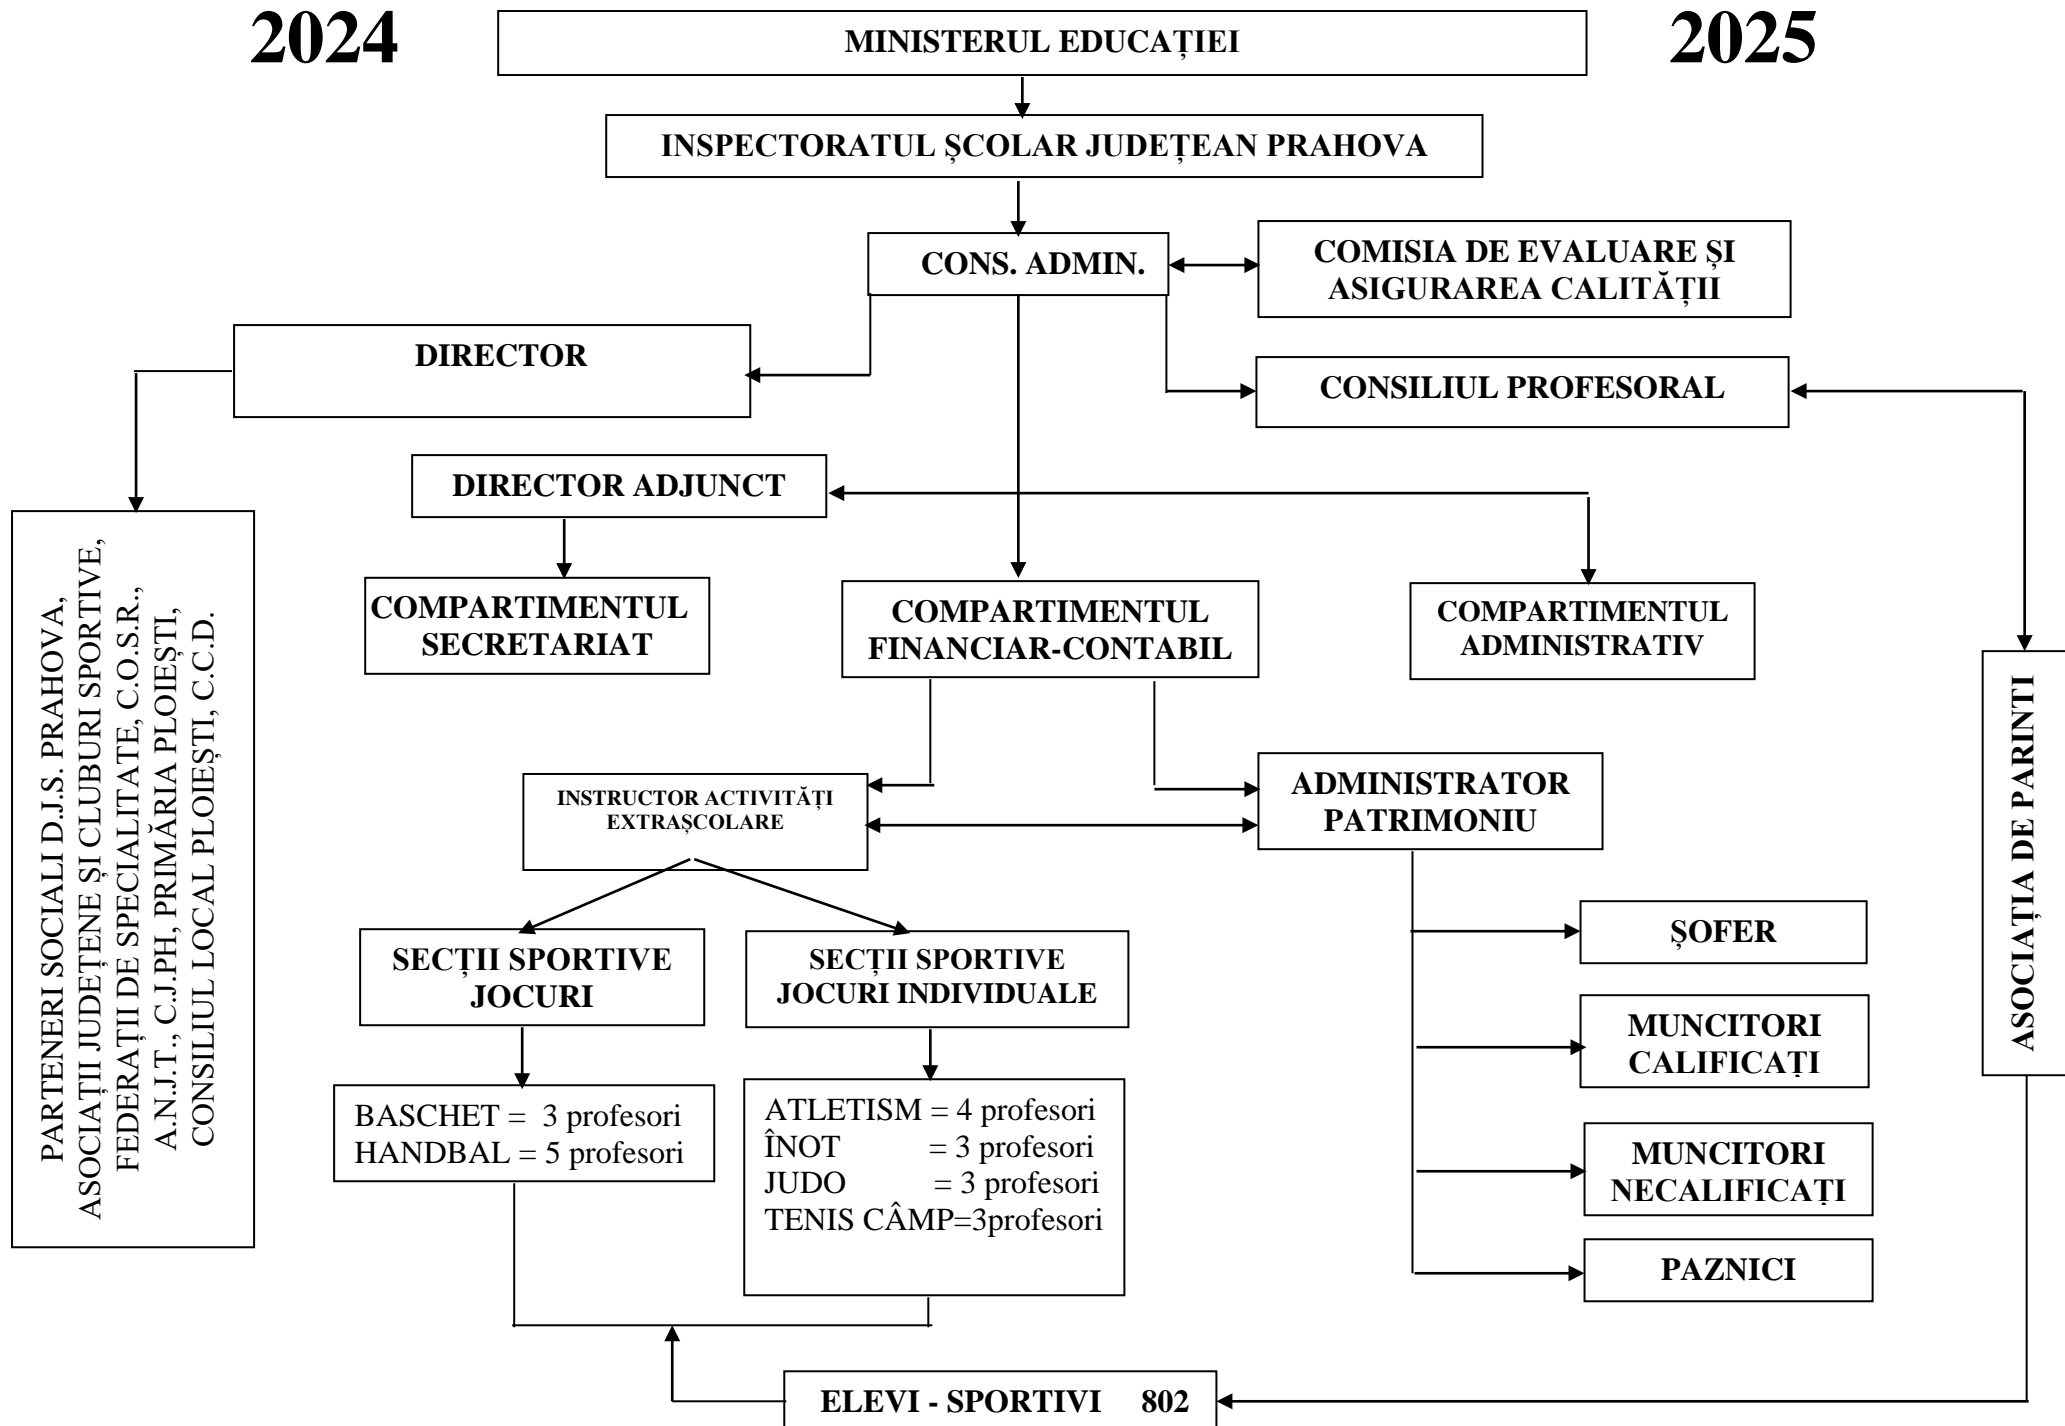 2024
MINISTERUL EDUCAȚIEI
2025
INSPECTORATUL ȘCOLAR JUDEȚEAN PRAHOVA
CONS. ADMIN.
COMISIA DE EVALUARE ȘI
ASIGURAREA CALITĂȚII
DIRECTOR
CONSILIUL PROFESORAL
DIRECTOR ADJUNCT
PARTENERI SOCIALI D.J.S. PRAHOVA,
ASOCIAȚII JUDEȚENE ȘI CLUBURI SPORTIVE,
FEDERAȚII DE SPECIALITATE, C.O.S.R.,
A.N.J.T., C.J.PH, PRIMĂRIA PLOIEȘTI,
CONSILIUL LOCAL PLOIEȘTI, C.C.D.
COMPARTIMENTUL
SECRETARIAT
COMPARTIMENTUL
FINANCIAR-CONTABIL
COMPARTIMENTUL
ADMINISTRATIV
ASOCIAȚIA DE PARINTI
INSTRUCTOR ACTIVITĂȚI
EXTRAȘCOLARE
ADMINISTRATOR
PATRIMONIU
SECȚII SPORTIVE
JOCURI
SECȚII SPORTIVE
JOCURI INDIVIDUALE
ȘOFER
MUNCITORI
CALIFICAȚI
BASCHET = 3 profesori
HANDBAL = 5 profesori
ATLETISM = 4 profesori
ÎNOT = 3 profesori
JUDO = 3 profesori
TENIS CÂMP=3profesori
MUNCITORI
NECALIFICAȚI
PAZNICI
ELEVI - SPORTIVI 802